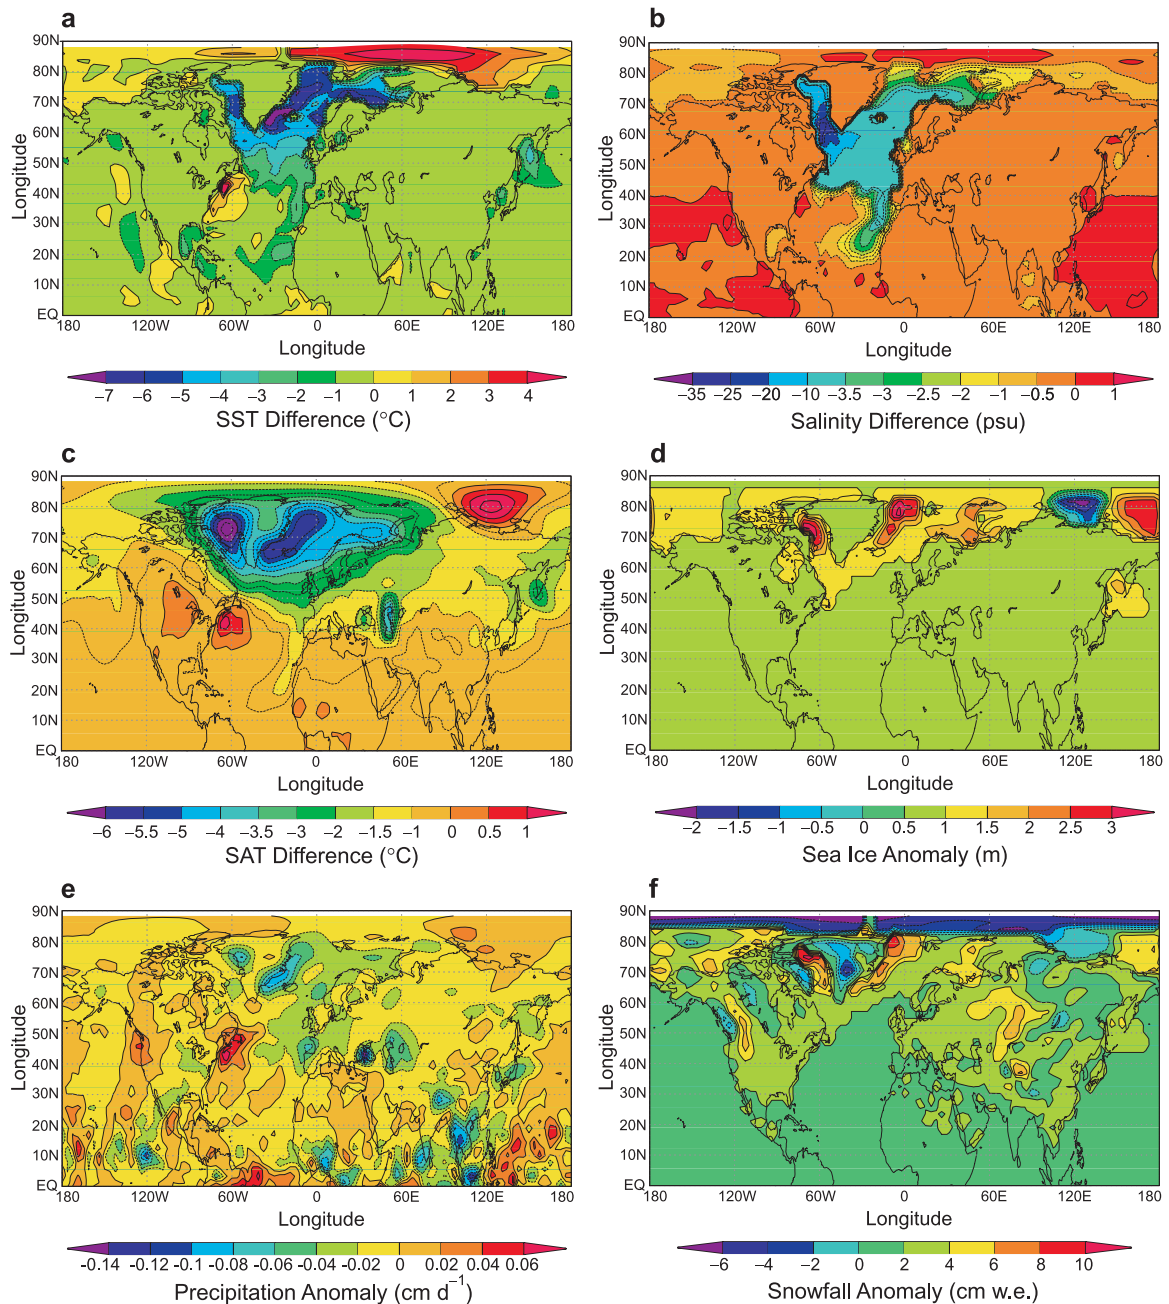 a
90N
80N
70N
60N
50N
40N
30N
20N
10N
EQ
Longitude
180 120W 60W 0 60E 120E 180
Longitude
−7 −6 −5 −4 −3 −2 −1 0 1 2 3 4
SST Difference (°C)
b
90N
80N
70N
60N
50N
40N
30N
20N
10N
EQ
Longitude
180 120W 60W 0 60E 120E 180
Longitude
−35 −25 −20 −10 −3.5 −2.5 −2 −1 −0.5 0 1
Salinity Difference (psu)
c
90N
80N
70N
60N
50N
40N
30N
20N
10N
EQ
Longitude
180 120W 60W 0 60E 120E 180
Longitude
−6 −5.5 −5 −4 −3.5 −2 −1.5 −1 0 0.5 1
SAT Difference (°C)
d
90N
80N
70N
60N
50N
40N
30N
20N
10N
EQ
Longitude
180 120W 60W 0 60E 120E 180
Longitude
−2 −1.5 −1 −0.5 0 0.5 1 1.5 2 2.5 3
Sea Ice Anomaly (m)
e
90N
80N
70N
60N
50N
40N
30N
20N
10N
EQ
Longitude
180 120W 60W 0 60E 120E 180
Longitude
-0.14 -0.12 -0.1 -0.08 -0.06 -0.04 -0.02 0 0.02 0.04 0.06
Precipitation Anomaly (cm d−1)
f
90N
80N
70N
60N
50N
40N
30N
20N
10N
EQ
Longitude
180 120W 60W 0 60E 120E 180
Longitude
−6 −4 −2 0 2 4 6 8 10
Snowfall Anomaly (cm w.e.)